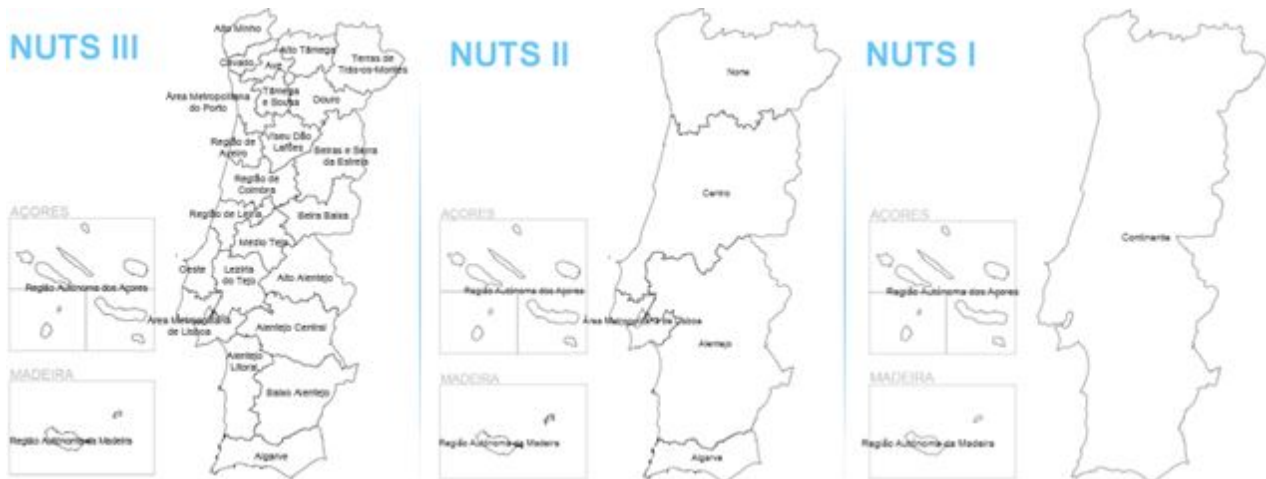 NUTS III
Alto Minho
Cávado
Ave
Alto Tâmega
Terras de
Trás-os-Montes
Área Metropolitana
do Porto
Tâmega
e Sousa
Douro
Região de
Aveiro
Viseu Dão
Lafões
Beiras e Serra
da Estrela
Região de
Coimbra
Região de Leiria
Beira Baixa
Médio Tejo
Oeste
Lezíria
do Tejo
Alto Alentejo
Área Metropolitana
de Lisboa
Alentejo Central
Alentejo
Litoral
Baixo Alentejo
Algarve
AÇORES
Região Autónoma dos Açores
MADEIRA
Região Autónoma da Madeira
NUTS II
Norte
Centro
Área Metropolitana de Lisboa
Alentejo
Algarve
AÇORES
Região Autónoma dos Açores
MADEIRA
Região Autónoma da Madeira
NUTS I
Continente
AÇORES
Região Autónoma dos Açores
MADEIRA
Região Autónoma da Madeira